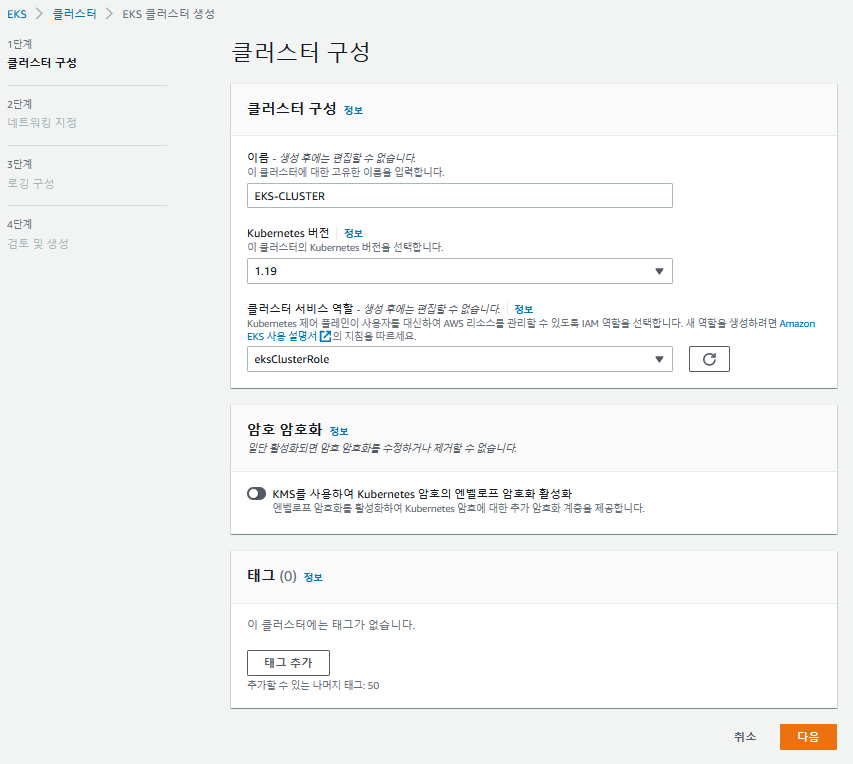 EKS > 클러스터 > EKS 클러스터 생성
1단계
클러스터 구성
2단계
네트워킹 지정
3단계
로깅 구성
4단계
검토 및 생성
클러스터 구성
클러스터 구성 정보
이름 - 생성 후에는 편집할 수 없습니다.
이 클러스터에 대한 고유한 이름을 입력합니다.
EKS-CLUSTER
Kubernetes 버전 정보
이 클러스터의 Kubernetes 버전을 선택합니다.
1.19
클러스터 서비스 역할 - 생성 후에는 편집할 수 없습니다. 정보
Kubernetes 제어 플레인이 사용자를 대신하여 AWS 리소스를 관리할 수 있도록 IAM 역할을 선택합니다. 새 역할을 생성하려면 Amazon
EKS 사용 설명서의 지침을 따르세요.
eksClusterRole
암호 암호화 정보
일단 활성화되면 암호 암호화를 수정하거나 제거할 수 없습니다.
KMS를 사용하여 Kubernetes 암호의 엔벨로프 암호화 활성화
엔벨로프 암호화를 활성화하여 Kubernetes 암호에 대한 추가 암호화 계층을 제공합니다.
태그 (0) 정보
이 클러스터에는 태그가 없습니다.
태그 추가
추가할 수 있는 나머지 태그: 50
취소
다음